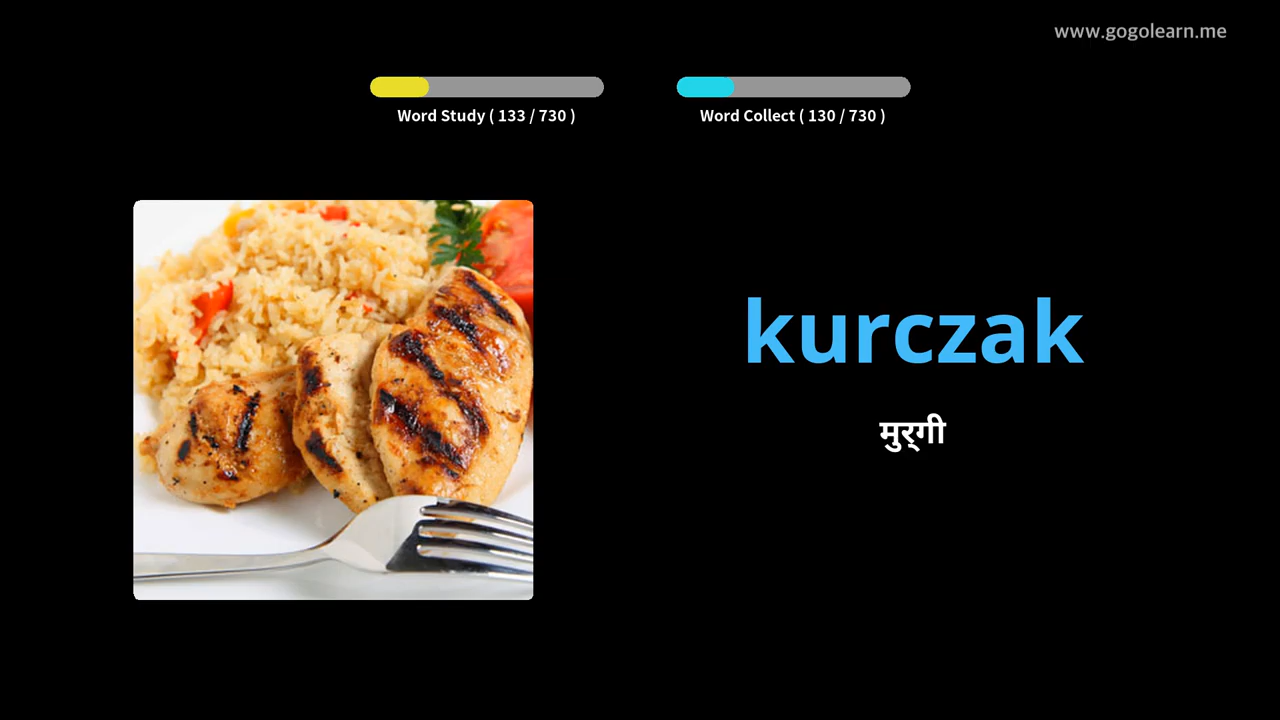 www.gogolearn.me
Word Study ( 133 / 730 )
Word Collect ( 130 / 730 )
kurczak
मुर्गी